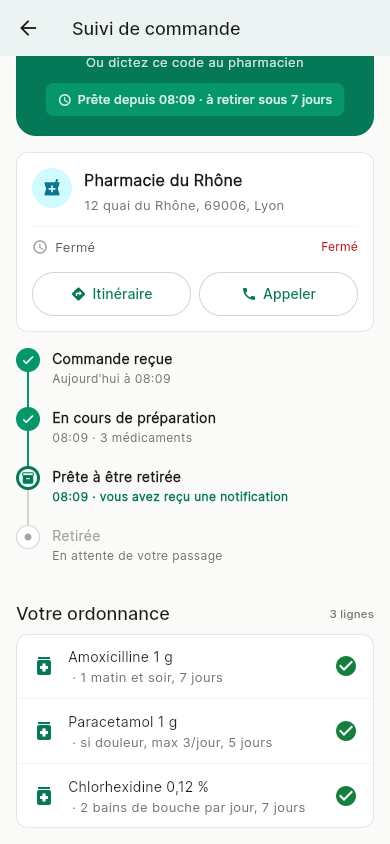 Suivi de commande
Ou dictez ce code au pharmacien
Prête depuis 08:09 · à retirer sous 7 jours
Pharmacie du Rhône
12 quai du Rhône, 69006, Lyon
Fermé Fermé
Itinéraire Appeler
Commande reçue
Aujourd'hui à 08:09
En cours de préparation
08:09 · 3 médicaments
Prête à être retirée
08:09 · vous avez reçu une notification
Retirée
En attente de votre passage
Votre ordonnance 3 lignes
Amoxicilline 1 g
· 1 matin et soir, 7 jours
Paracetamol 1 g
· si douleur, max 3/jour, 5 jours
Chlorhexidine 0,12 %
· 2 bains de bouche par jour, 7 jours